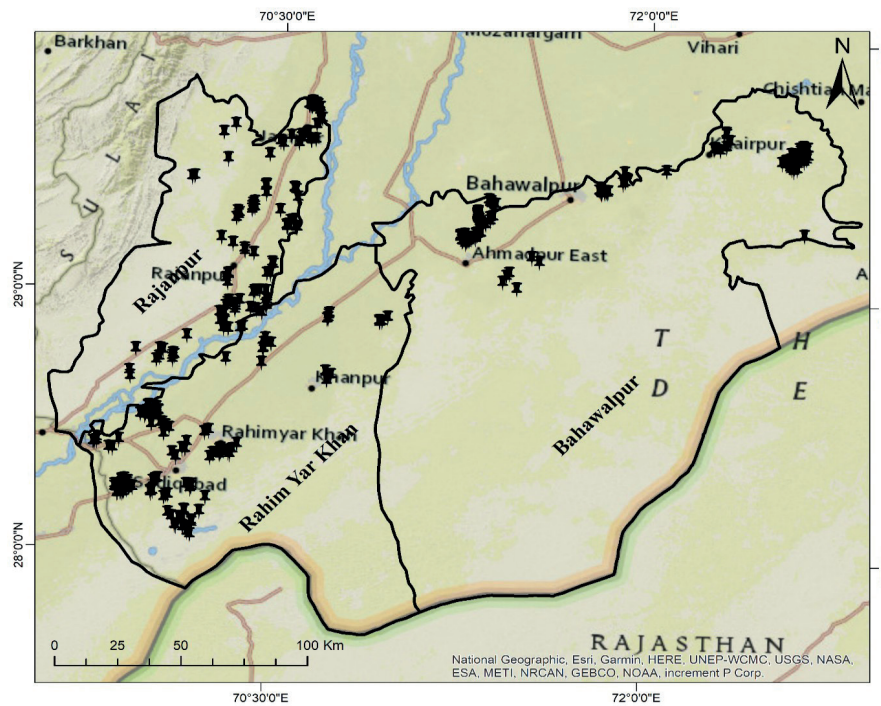 70°30'0"E
72°0'0"E
Barkhan
Mozaffargarh
Vihari
N
S U L A I
Khairpur
Bahawalpur
Ahmadpur East
29°0'0"N
Rajanpur
Rajanpur
A
T H
D E
Khanpur
Rahimyar Khan
Bahawalpur
Rahim Yar Khan
Sadiqabad
28°0'0"N
0 25 50 100 Km
RAJASTHAN
National Geographic, Esri, Garmin, HERE, UNEP-WCMC, USGS, NASA,
ESA, METI, NRCAN, GEBCO, NOAA, increment P Corp.
70°30'0"E
72°0'0"E